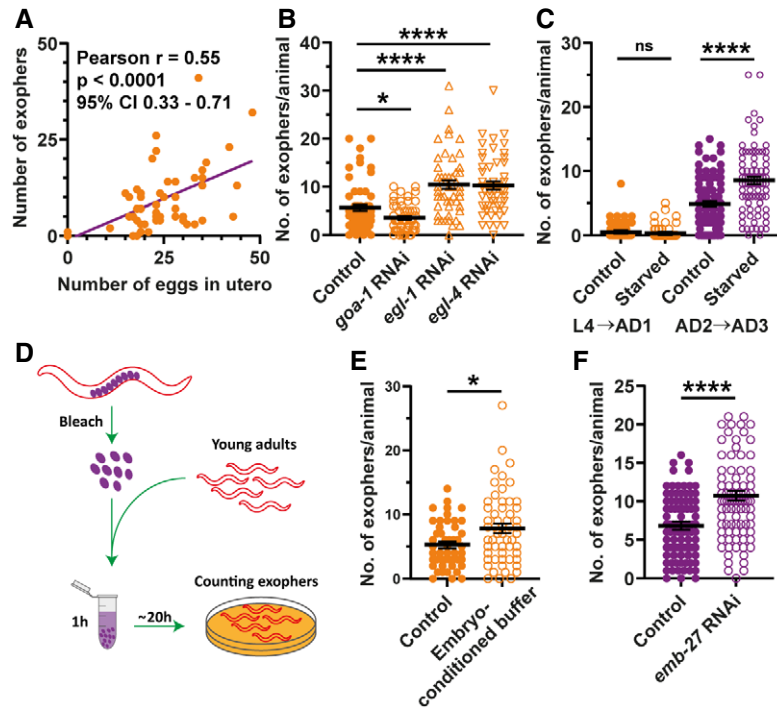 A
Number of exophers
50
25
0
Pearson r = 0.55
p < 0.0001
95% CI 0.33 - 0.71
0
25
50
Number of eggs in utero
B
No. of exophers/animal
40
30
20
10
0
****
****
*
Control
goa-1 RNAi
egl-1 RNAi
egl-4 RNAi
C
No. of exophers/animal
30
20
10
0
ns
****
Control
Starved
Control
Starved
L4→AD1
AD2→AD3
D
Bleach
Young adults
Counting exophers
1h
~20h
E
No. of exophers/animal
30
20
10
0
*
Control
Embryo-
conditioned buffer
F
No. of exophers/animal
25
20
15
10
5
0
****
Control
emb-27 RNAi